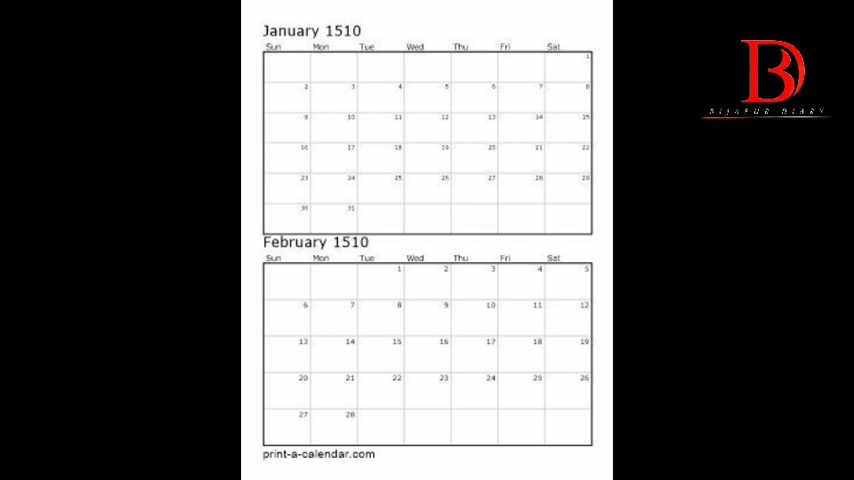 January 1510
Sun Mon Tue Wed Thu Fri Sat
1
2 3 4 5 6 7 8
9 10 11 12 13 14 15
16 17 18 19 20 21 22
23 24 25 26 27 28 29
30 31
February 1510
Sun Mon Tue Wed Thu Fri Sat
1 2 3 4 5
6 7 8 9 10 11 12
13 14 15 16 17 18 19
20 21 22 23 24 25 26
27 28
print-a-calendar.com
BD
BIJAPUR DIARY